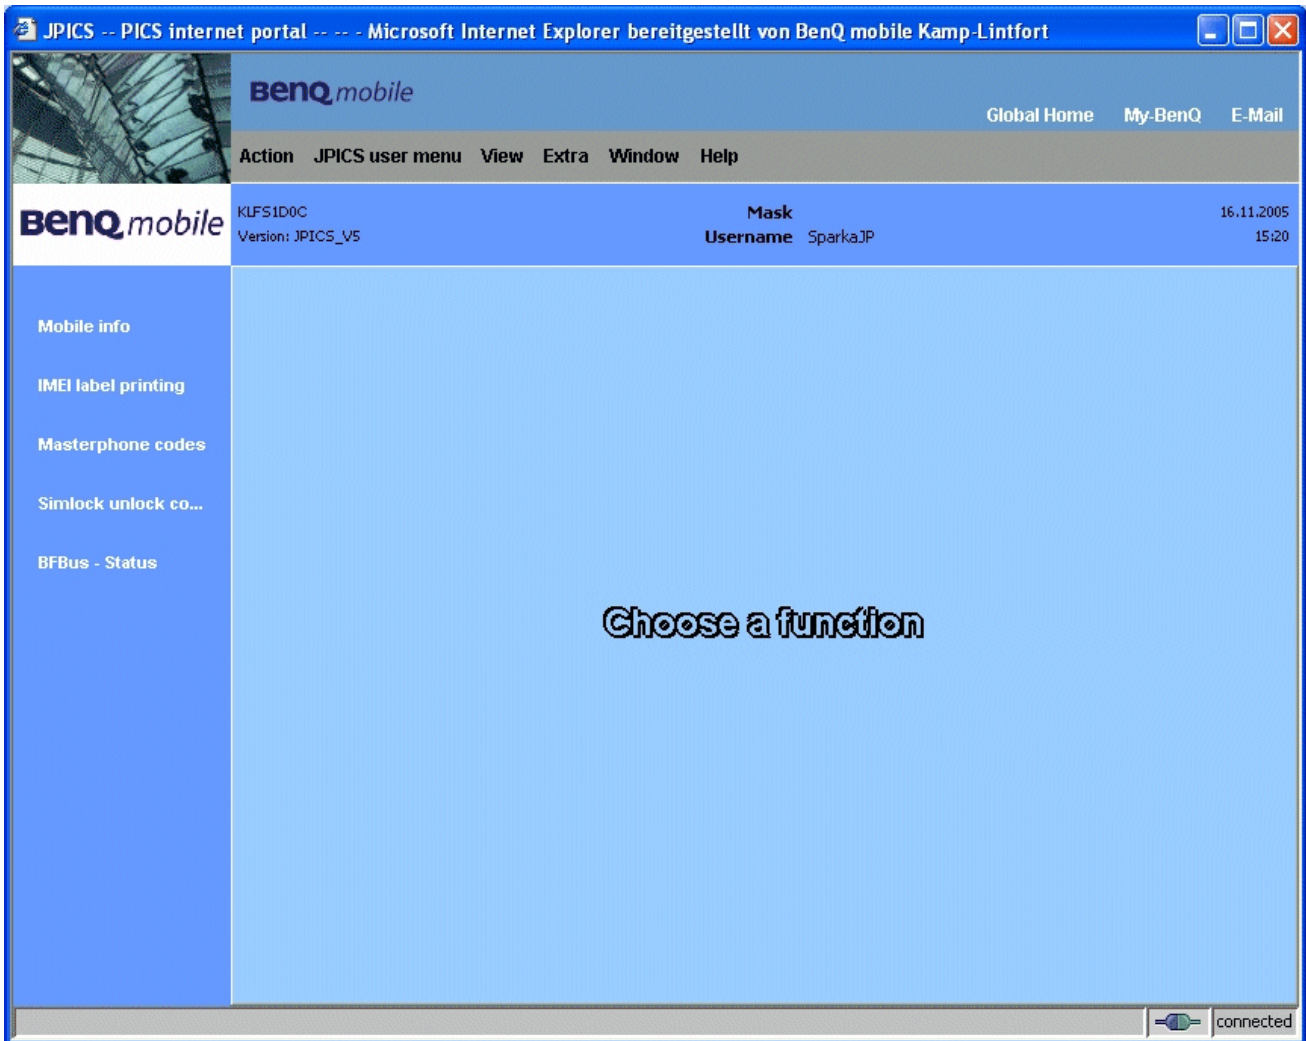 JPICS -- PICS internet portal -- -- - Microsoft Internet Explorer bereitgestellt von BenQ mobile Kamp-Lintfort
BenQ mobile
Global Home My-BenQ E-Mail
Action JPICS user menu View Extra Window Help
BenQ mobile
KLFS1D0C Mask 16.11.2005
Version: JPICS_V5 Username SparkaJP 15:20
Mobile info
IMEI label printing
Masterphone codes
Simlock unlock co...
BFBus - Status
Choose a function
connected